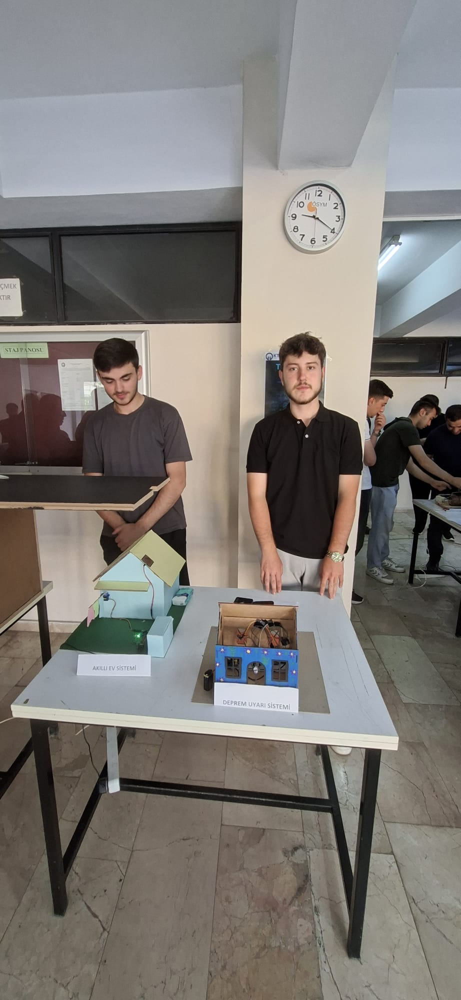 12
1
2
3
4
5
6
7
8
9
10
11
ÖSYM
ÇMEK
KTIR
STAJ PANOSU
KT
T
AKILLI EV SİSTEMİ
DEPREM UYARI SİSTEMİ